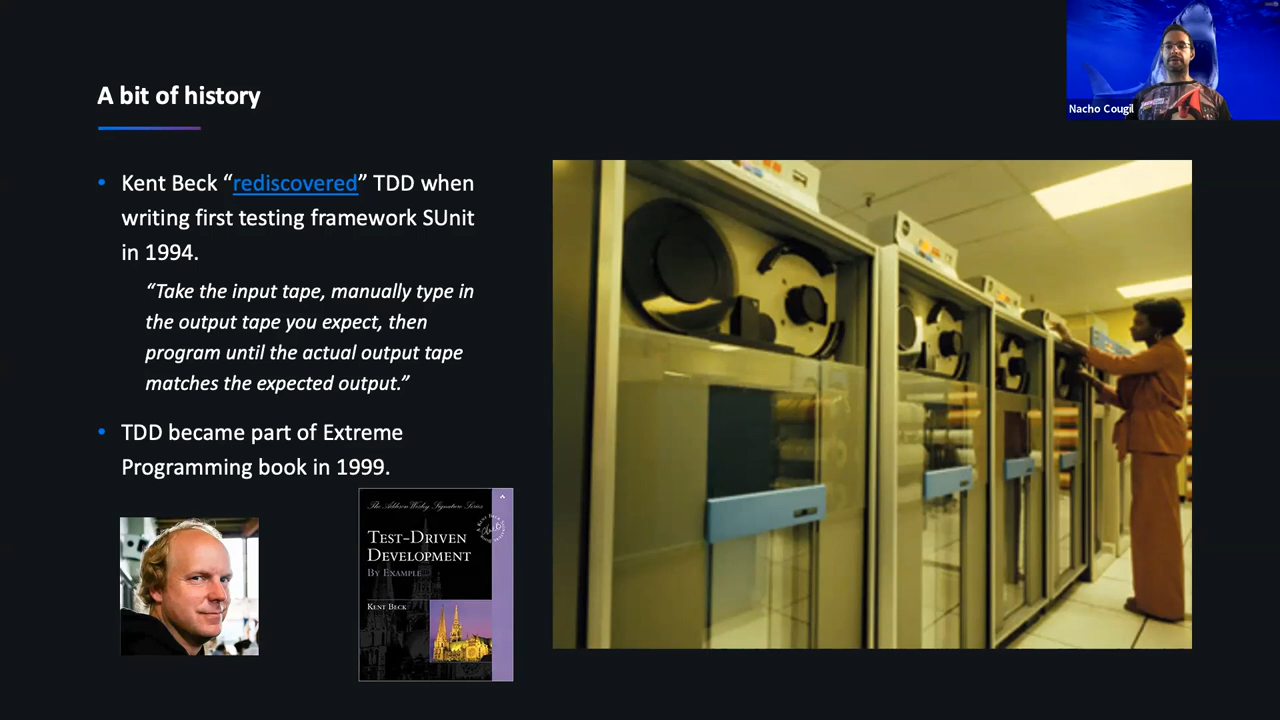 A bit of history
Nacho Cougil
• Kent Beck “rediscovered” TDD when
writing first testing framework SUnit
in 1994.
“Take the input tape, manually type in
the output tape you expect, then
program until the actual output tape
matches the expected output.”
• TDD became part of Extreme
Programming book in 1999.
The Addison Wesley Signature Series
TEST-DRIVEN
DEVELOPMENT
BY EXAMPLE
KENT BECK